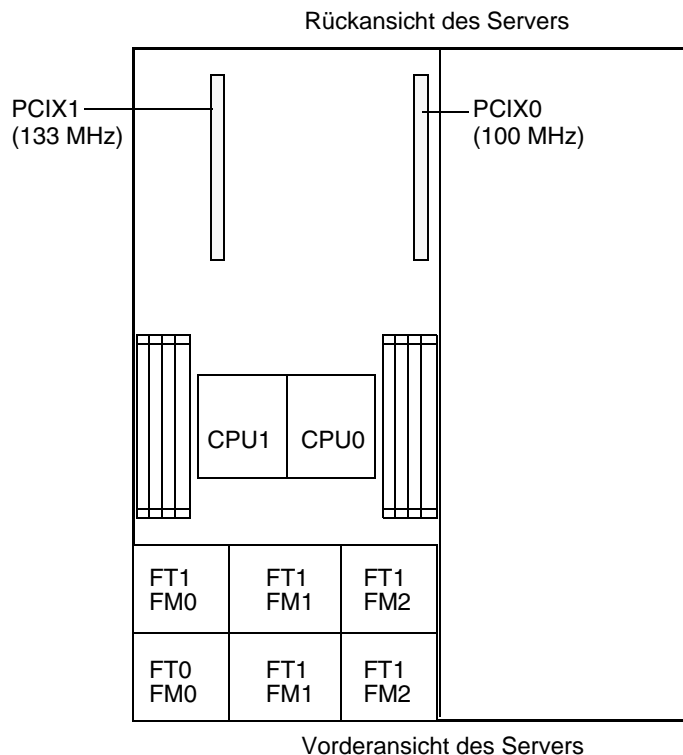 Rückansicht des Servers
PCIX1
(133 MHz)
PCIX0
(100 MHz)
CPU1
CPU0
FT1
FM0
FT1
FM1
FT1
FM2
FT0
FM0
FT1
FM1
FT1
FM2
Vorderansicht des Servers